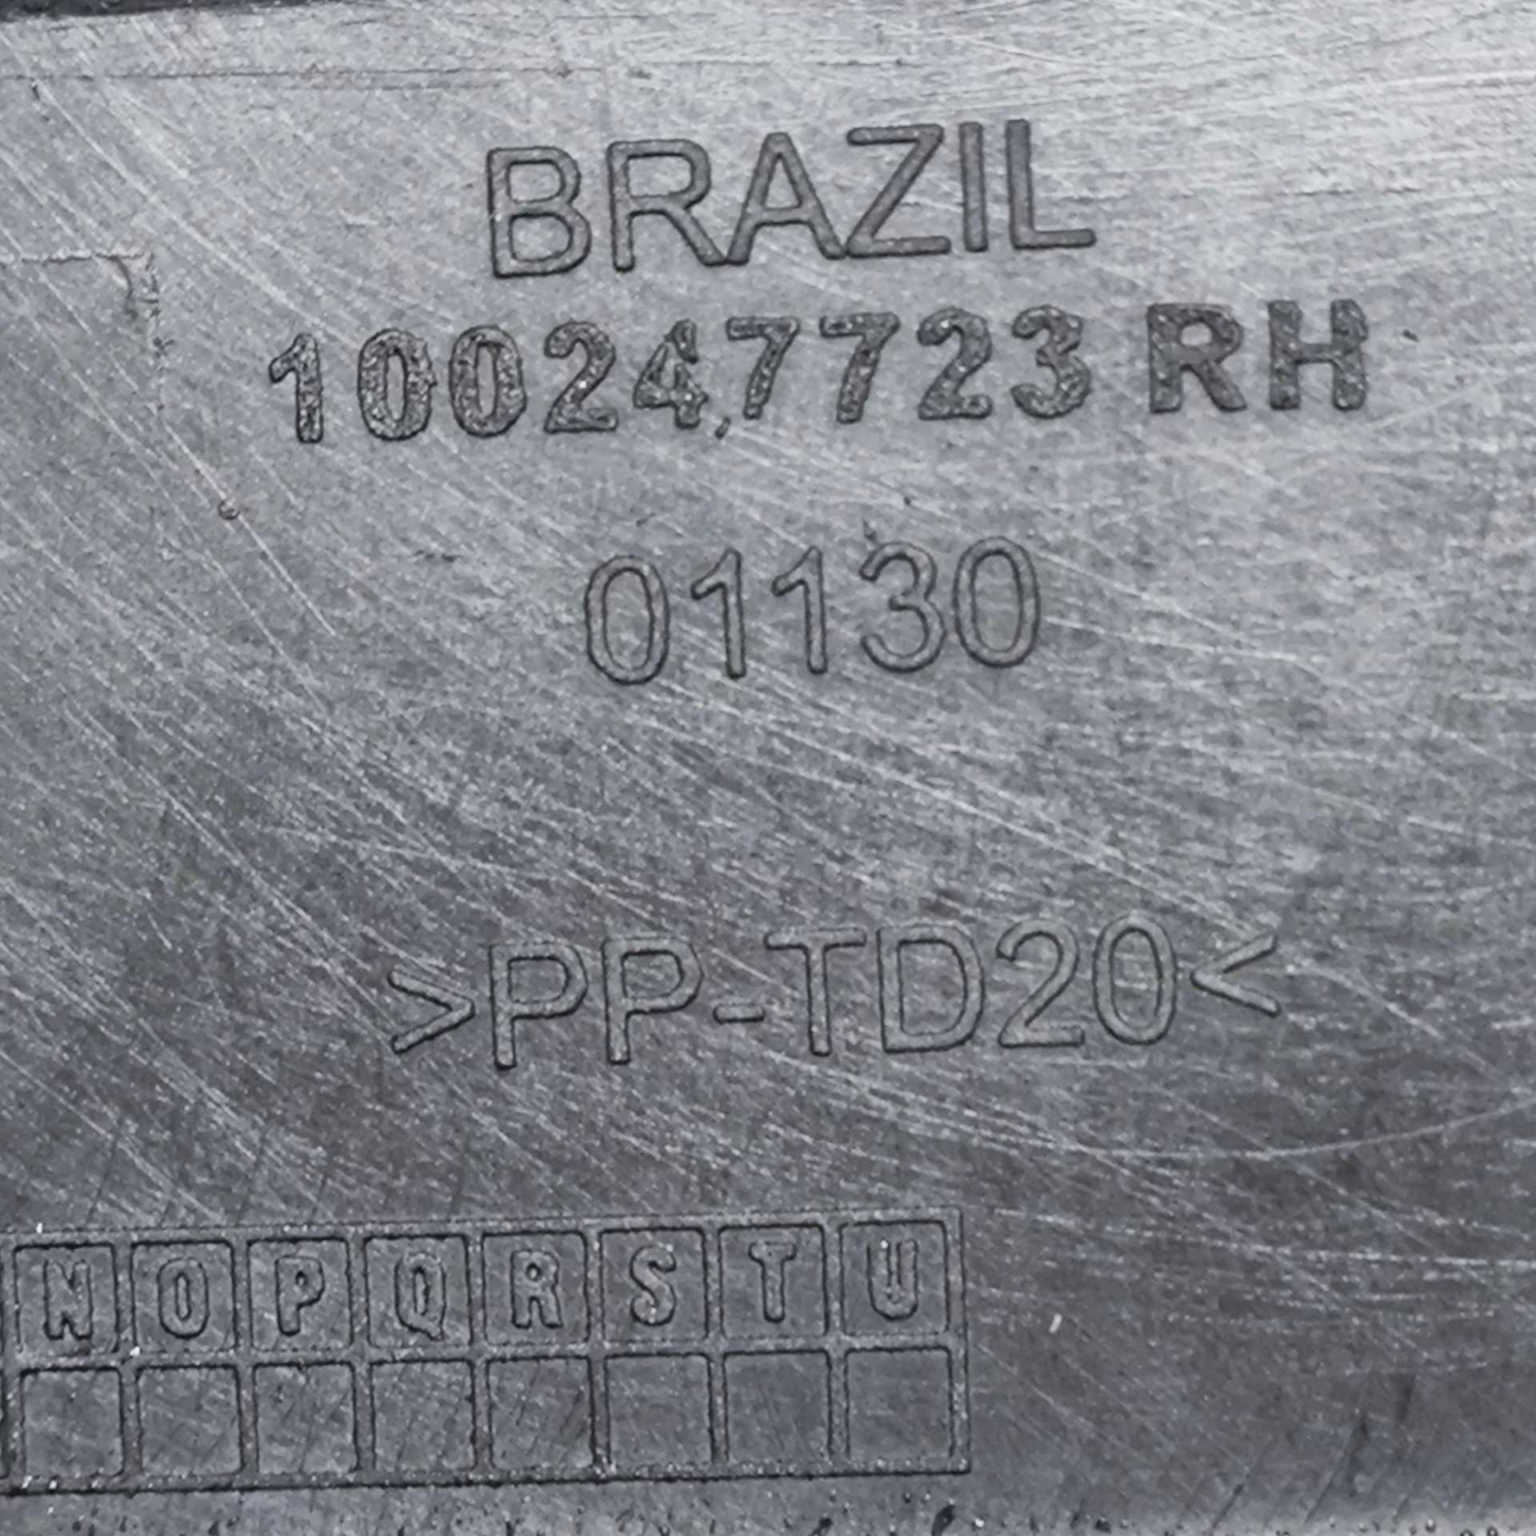 BRAZIL
100247723 RH
01130
>PP-TD20<
N O P Q R S T U